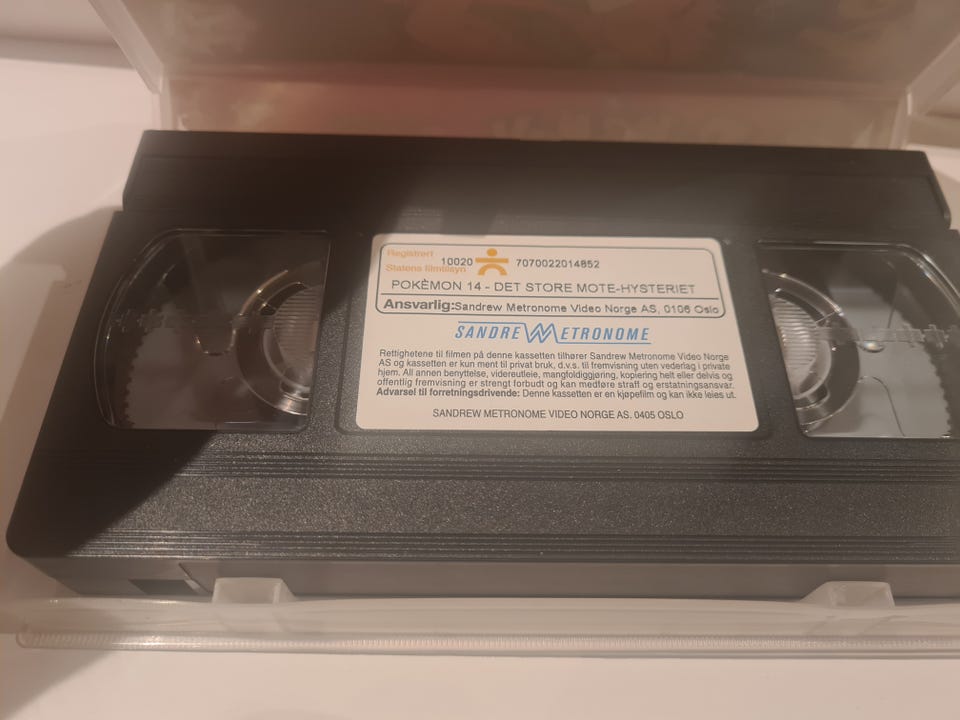 Registrert 10020 7070022014852
Statens filmtilsyn
POKÈMON 14 - DET STORE MOTE-HYSTERIET
Ansvarlig:Sandrew Metronome Video Norge AS, 0106 Oslo
SANDREW METRONOME
Rettighetene til filmen på denne kassetten tilhører Sandrew Metronome Video Norge
AS og kassetten er kun ment til privat bruk, d.v.s. til fremvisning uten vederlag i private
hjem. All annen benyttelse, videreutleie, mangfoldiggjøring, kopiering helt eller delvis og
offentlig fremvisning er strengt forbudt og kan medføre straff og erstatningsansvar.
Advarsel til forretningsdrivende: Denne kassetten er en kjøpefilm og kan ikke leies ut.
SANDREW METRONOME VIDEO NORGE AS. 0405 OSLO